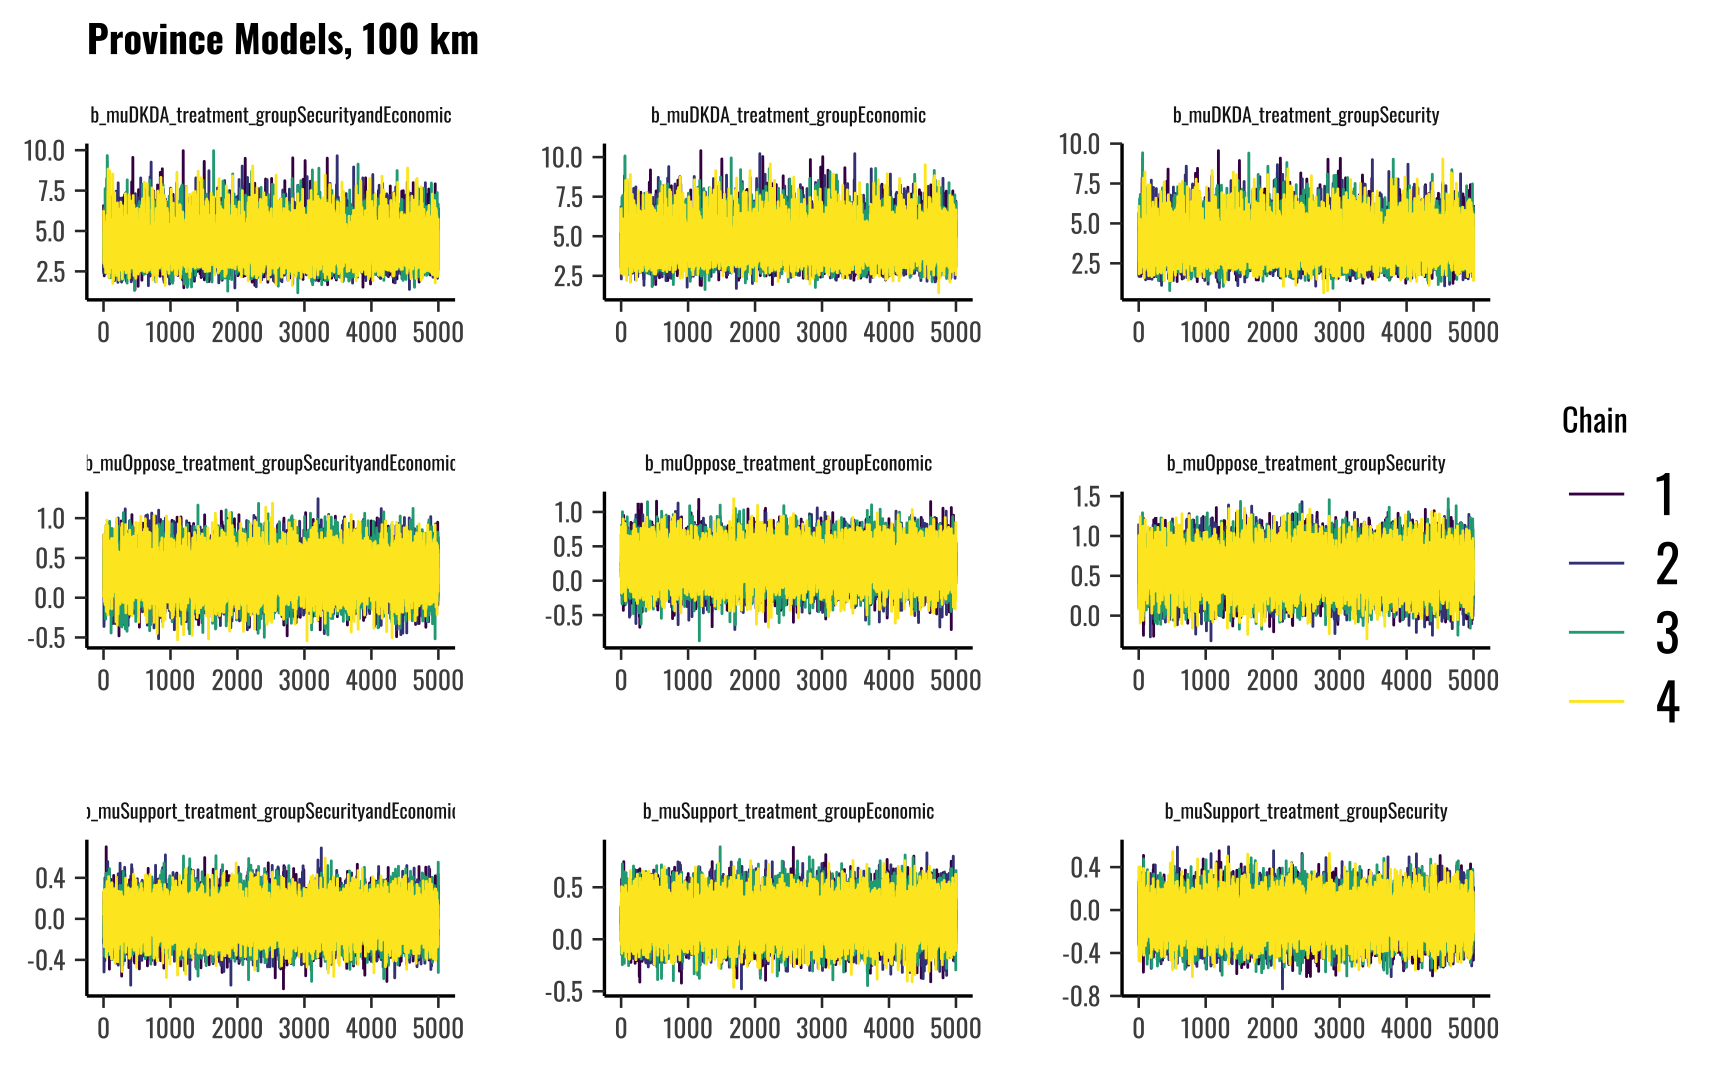 Province Models, 100 km
b_muDKDA_treatment_groupSecurityandEconomic
10.0
7.5
5.0
2.5
0 1000 2000 3000 4000 5000
b_muDKDA_treatment_groupEconomic
10.0
7.5
5.0
2.5
0 1000 2000 3000 4000 5000
b_muDKDA_treatment_groupSecurity
10.0
7.5
5.0
2.5
0 1000 2000 3000 4000 5000
b_muOppose_treatment_groupSecurityandEconomic
1.0
0.5
0.0
-0.5
0 1000 2000 3000 4000 5000
b_muOppose_treatment_groupEconomic
1.0
0.5
0.0
-0.5
0 1000 2000 3000 4000 5000
b_muOppose_treatment_groupSecurity
1.5
1.0
0.5
0.0
0 1000 2000 3000 4000 5000
b_muSupport_treatment_groupSecurityandEconomic
0.4
0.0
-0.4
0 1000 2000 3000 4000 5000
b_muSupport_treatment_groupEconomic
0.5
0.0
-0.5
0 1000 2000 3000 4000 5000
b_muSupport_treatment_groupSecurity
0.4
0.0
-0.4
-0.8
0 1000 2000 3000 4000 5000
Chain
1
2
3
4